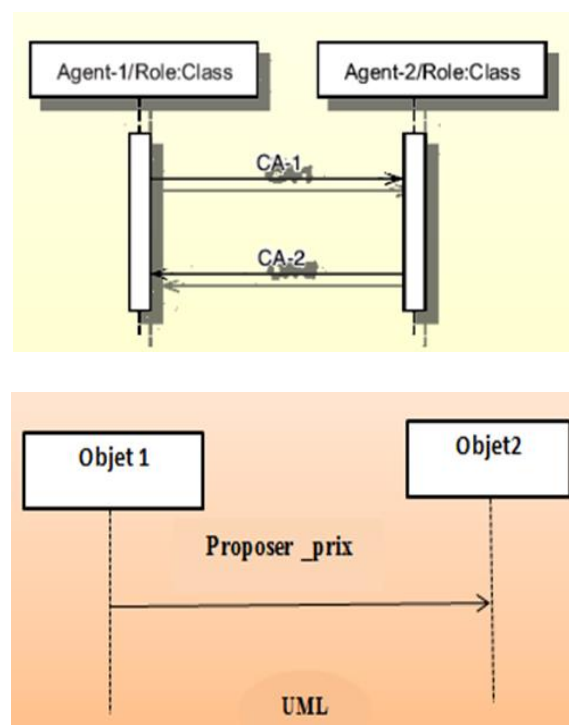 Agent-1/Role:Class
Agent-2/Role:Class
CA-1
CA-2
Objet 1
Objet2
Proposer _prix
UML